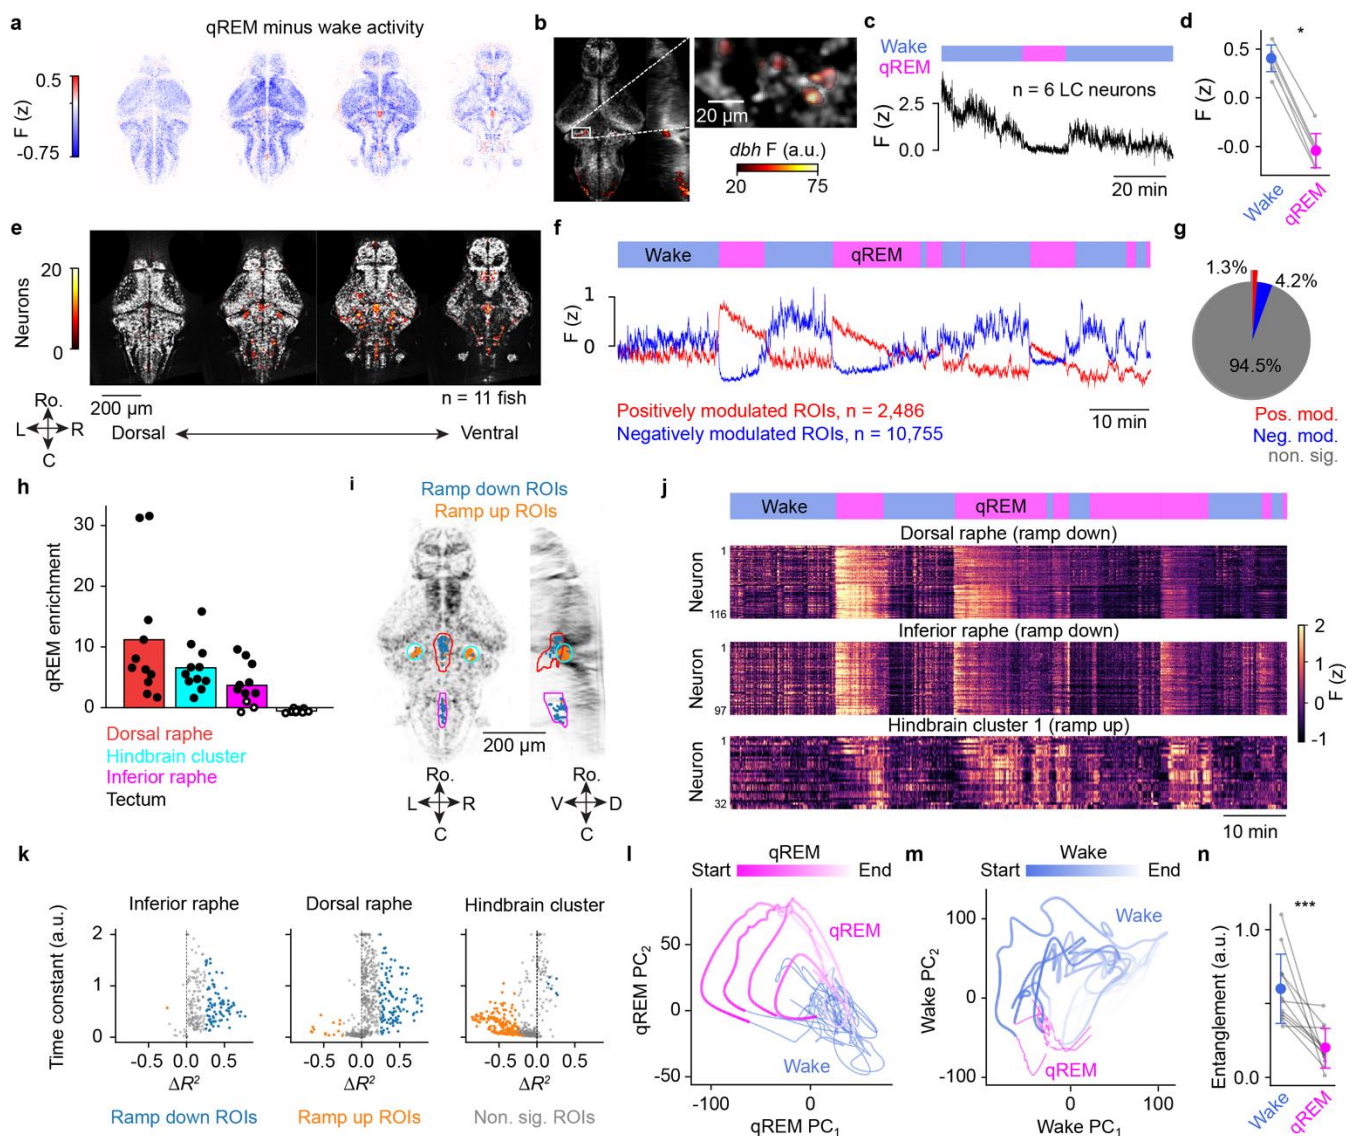 a
qREM minus wake activity
0.5
F (z)
-0.75
b
20 µm
dbh F (a.u.)
20 75
c
Wake
qREM
n = 6 LC neurons
F (z)
2.5
0.0
20 min
d
*
F (z)
0.5
0.0
-0.0
Wake
qREM
e
Neurons
20
10
0
200 µm
n = 11 fish
Ro.
L R
C
Dorsal Ventral
f
Wake qREM
F (z)
1
0
Positively modulated ROIs, n = 2,486
Negatively modulated ROIs, n = 10,755
10 min
g
1.3%
4.2%
94.5%
Pos. mod.
Neg. mod.
non. sig.
h
qREM enrichment
30
20
10
0
Dorsal raphe
Hindbrain cluster
Inferior raphe
Tectum
i
Ramp down ROIs
Ramp up ROIs
200 µm
Ro.
L R
C
Ro.
V D
C
j
Wake qREM
Dorsal raphe (ramp down)
Neuron
1
116
Inferior raphe (ramp down)
Neuron
1
97
Hindbrain cluster 1 (ramp up)
Neuron
1
32
2
1
0
-1
F (z)
10 min
k
Time constant (a.u.)
Inferior raphe
Dorsal raphe
Hindbrain cluster
2
1
0
-0.5 0.0 0.5
-0.5 0.0 0.5
-0.5 0.0
ΔR²
ΔR²
ΔR²
Ramp down ROIs
Ramp up ROIs
Non. sig. ROIs
l
qREM
Start End
qREM PC₂
50
0
-50
qREM
Wake
-100 0
qREM PC₁
m
Wake
Start End
Wake PC₂
100
0
-100
Wake
qREM
0 100
Wake PC₁
n
***
Entanglement (a.u.)
1.0
0.0
Wake
qREM